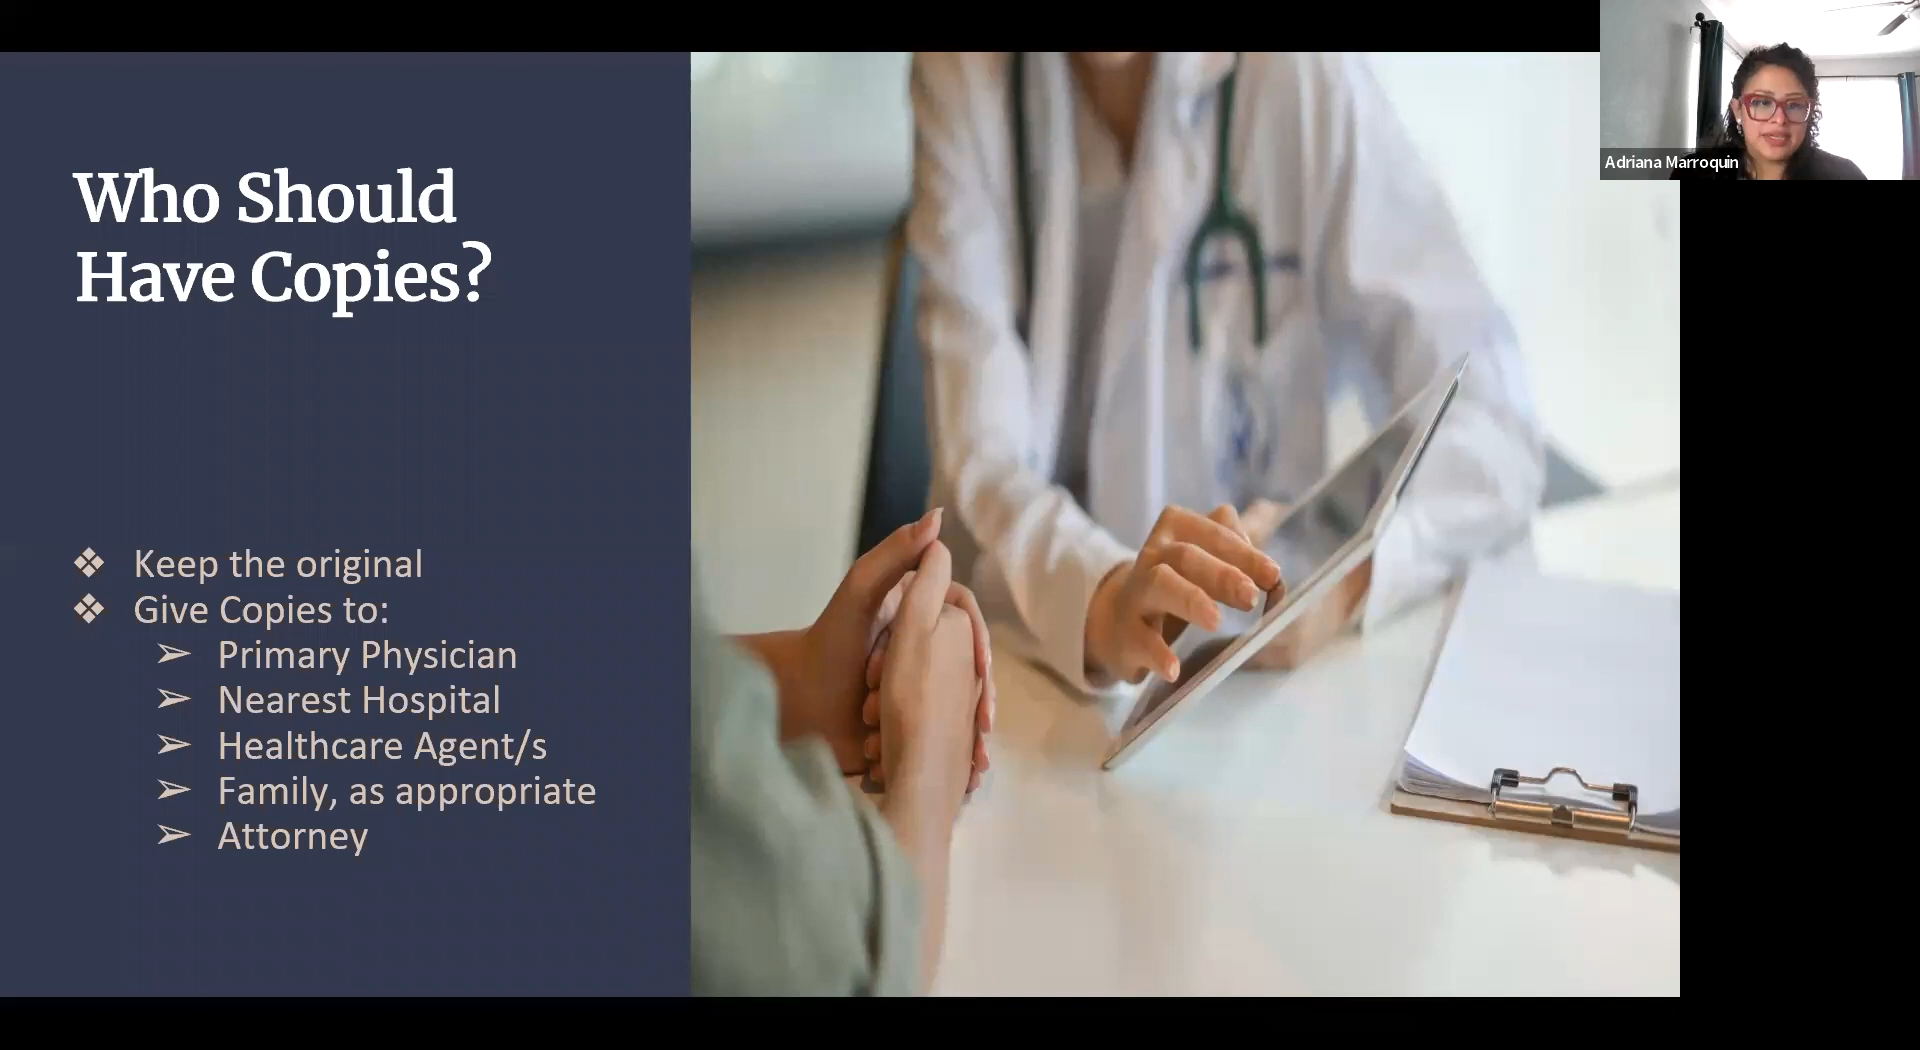 Who Should
Have Copies?
❖ Keep the original
❖ Give Copies to:
➢ Primary Physician
➢ Nearest Hospital
➢ Healthcare Agent/s
➢ Family, as appropriate
➢ Attorney
Adriana Marroquin